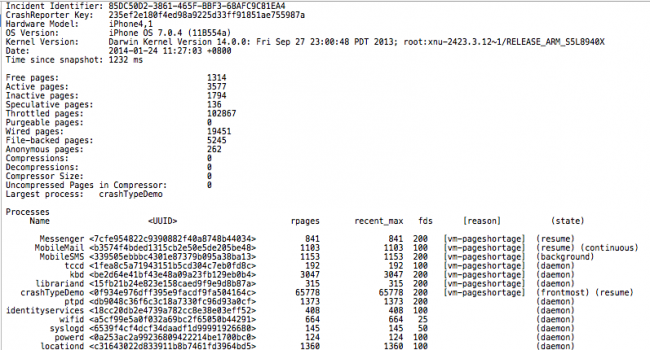 Incident Identifier: 85DC50D2-3861-465F-BBF3-68AFC9C81EA4
CrashReporter Key: 235ef2e180f4ed98a9225d33ff91851ae755987a
Hardware Model: iPhone4,1
OS Version: iPhone OS 7.0.4 (11B554a)
Kernel Version: Darwin Kernel Version 14.0.0: Fri Sep 27 23:00:48 PDT 2013; root:xnu-2423.3.12~1/RELEASE_ARM_S5L8940X
Date: 2014-01-24 11:27:03 +0800
Time since snapshot: 1232 ms
Free pages: 1314
Active pages: 3577
Inactive pages: 1794
Speculative pages: 136
Throttled pages: 102867
Purgeable pages: 0
Wired pages: 19451
File-backed pages: 5245
Anonymous pages: 262
Compressions: 0
Decompressions: 0
Compressor Size: 0
Uncompressed Pages in Compressor: 0
Largest process: crashTypeDemo
Processes
Name <UUID> rpages recent_max fds [reason] (state)
Messenger <7cfe954822c9390882f40a8748b44034> 841 841 200 [vm-pageshortage] (resume)
MobileMail <b3574f4bded1315cb2e50e5de205be48> 1103 1103 100 [vm-pageshortage] (resume) (continuous)
MobileSMS <339505ebbbc4301e87379b095a38ba13> 1153 1153 200 [vm-pageshortage] (background)
tccd <1fea8c5a71943151b5cd304c7eb0fd8c> 192 192 100 [vm-pageshortage] (daemon)
kbd <be2d64e41bf43e48a09a23fb129eb0b4> 3047 3047 200 [vm-pageshortage] (daemon)
librariand <15fb21b24e823e158caed9f9e9d8b87a> 315 315 200 [vm-pageshortage] (daemon)
crashTypeDemo <0f934e976dff395e9facdf9fa504164c> 65778 65778 200 [vm-pageshortage] (frontmost) (resume)
ptpd <db9048c36f6c3c18a7330fc96d93a0cf> 1373 1373 200 (daemon)
identityservices <18cc20db2e4739a782cc8e38e03eff52> 408 408 100 (daemon)
wifid <a5cf99e5a0f032a69bc2f65050b44291> 664 664 25 (daemon)
syslogd <6539f4cf4dcf34daadf1d99991926680> 145 145 50 (daemon)
powerd <0a253ac2a99236809422214be1700bc0> 124 124 100 (daemon)
locationd <c31643022d833911b8b7461fd3964bd5> 1360 1360 100 (daemon)